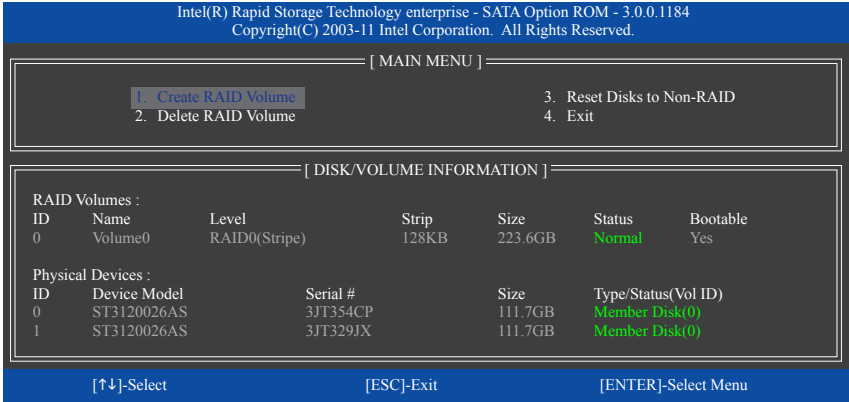 Intel(R) Rapid Storage Technology enterprise - SATA Option ROM - 3.0.0.1184
Copyright(C) 2003-11 Intel Corporation. All Rights Reserved.
[ MAIN MENU ]
1. Create RAID Volume 3. Reset Disks to Non-RAID
2. Delete RAID Volume 4. Exit
[ DISK/VOLUME INFORMATION ]
RAID Volumes :
ID Name Level Strip Size Status Bootable
0 Volume0 RAID0(Stripe) 128KB 223.6GB Normal Yes
Physical Devices :
ID Device Model Serial # Size Type/Status(Vol ID)
0 ST3120026AS 3JT354CP 111.7GB Member Disk(0)
1 ST3120026AS 3JT329JX 111.7GB Member Disk(0)
[↑↓]-Select [ESC]-Exit [ENTER]-Select Menu